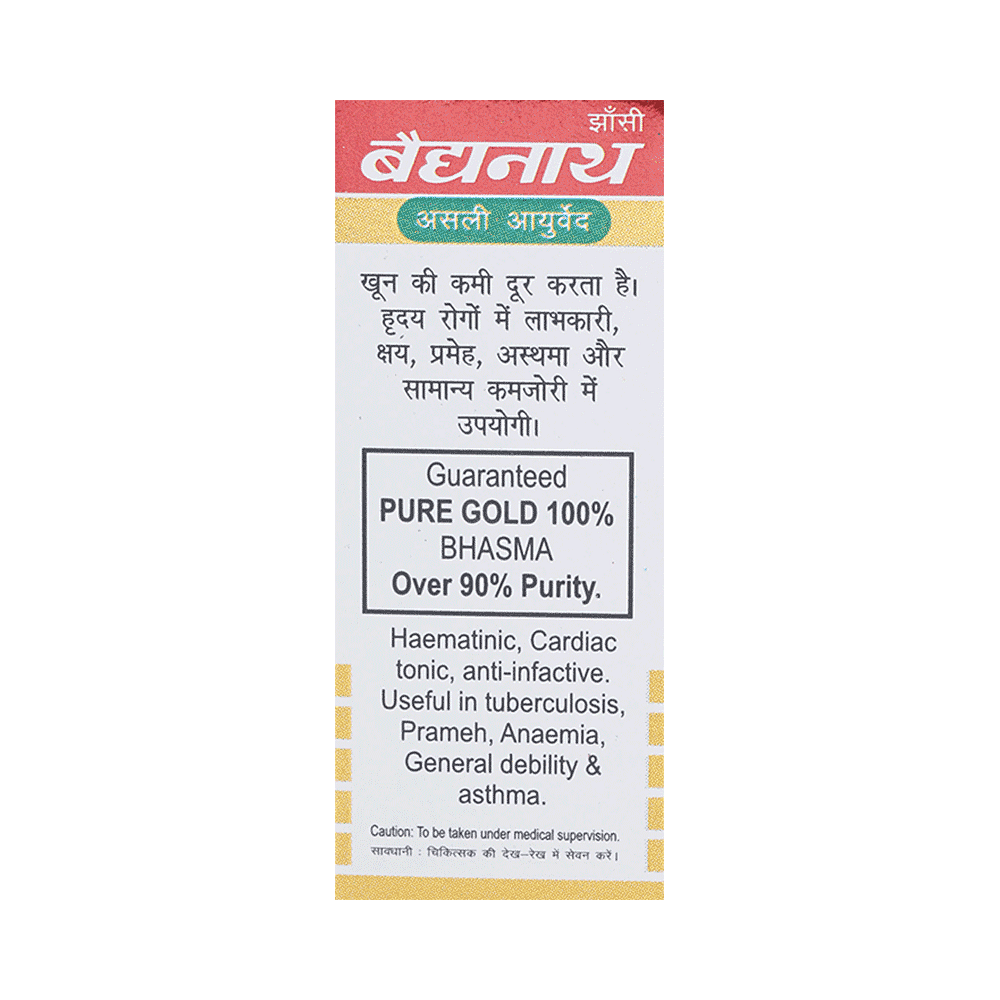 झाँसी
बैद्यनाथ
असली आयुर्वेद
खून की कमी दूर करता है।
हृदय रोगों में लाभकारी,
क्षय, प्रमेह, अस्थमा और
सामान्य कमजोरी में
उपयोगी।
Guaranteed
PURE GOLD 100%
BHASMA
Over 90% Purity.
Haematinic, Cardiac
tonic, anti-infactive.
Useful in tuberculosis,
Prameh, Anaemia,
General debility &
asthma.
Caution: To be taken under medical supervision.
सावधानी : चिकित्सक की देख-रेख में सेवन करें।